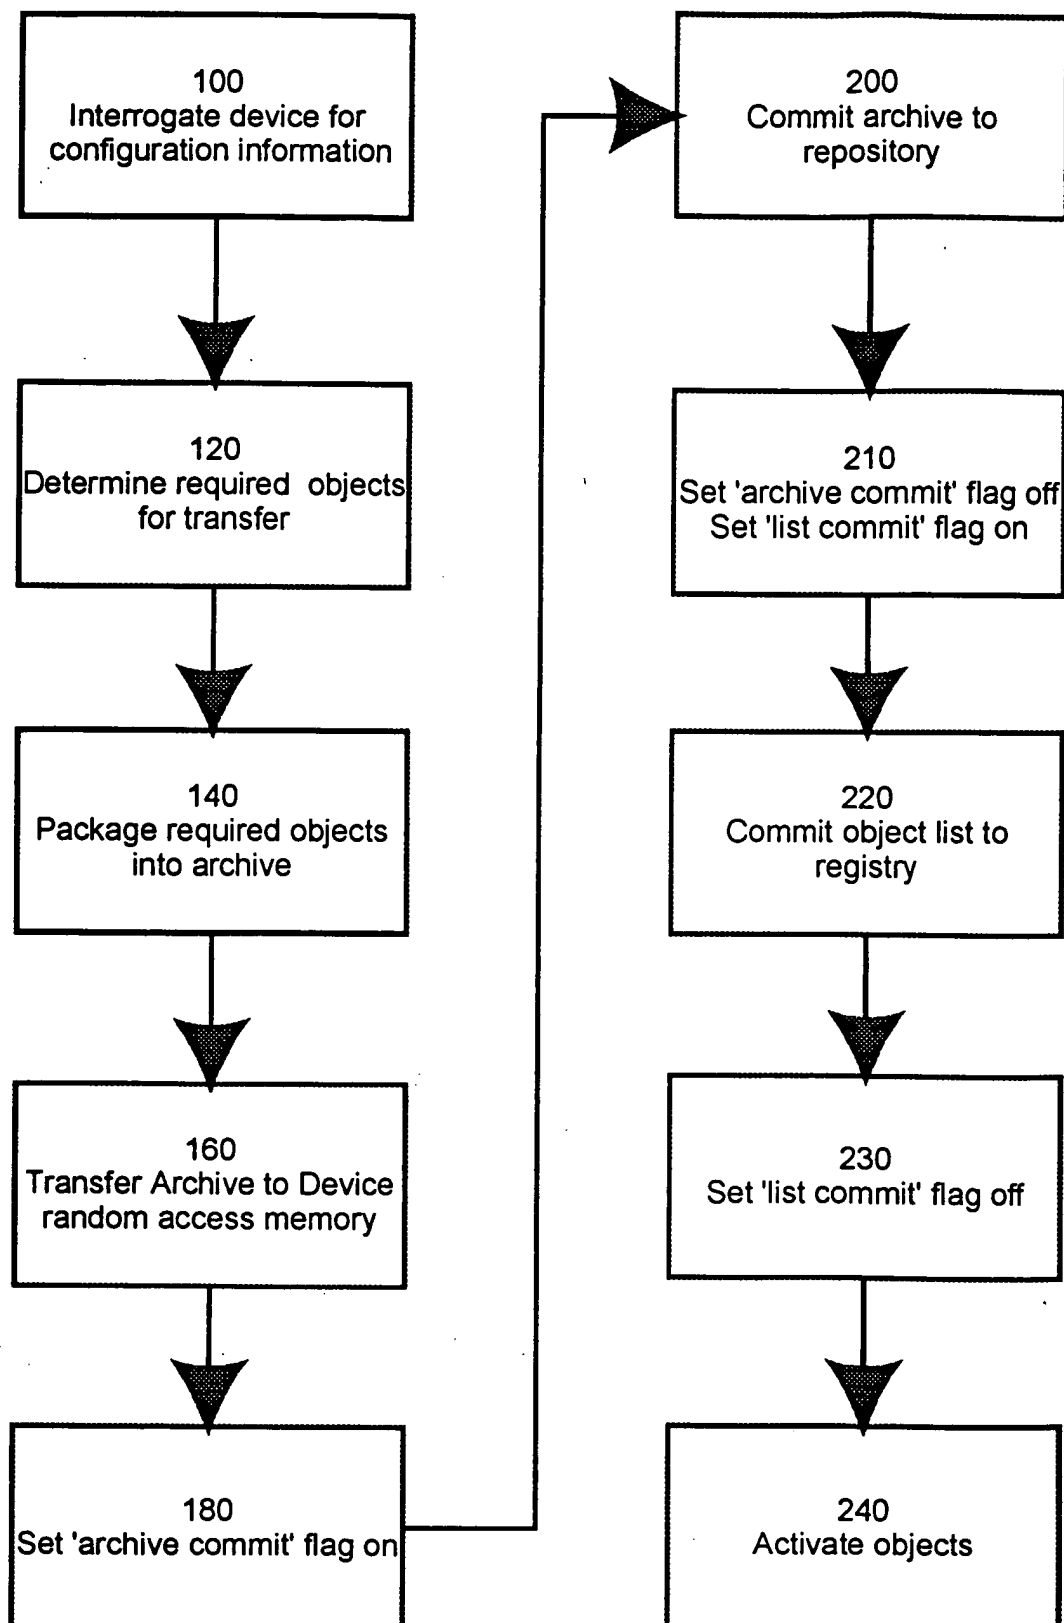 100
Interrogate device for
configuration information
120
Determine required objects
for transfer
140
Package required objects
into archive
160
Transfer Archive to Device
random access memory
180
Set 'archive commit' flag on
200
Commit archive to
repository
210
Set 'archive commit' flag off
Set 'list commit' flag on
220
Commit object list to
registry
230
Set 'list commit' flag off
240
Activate objects